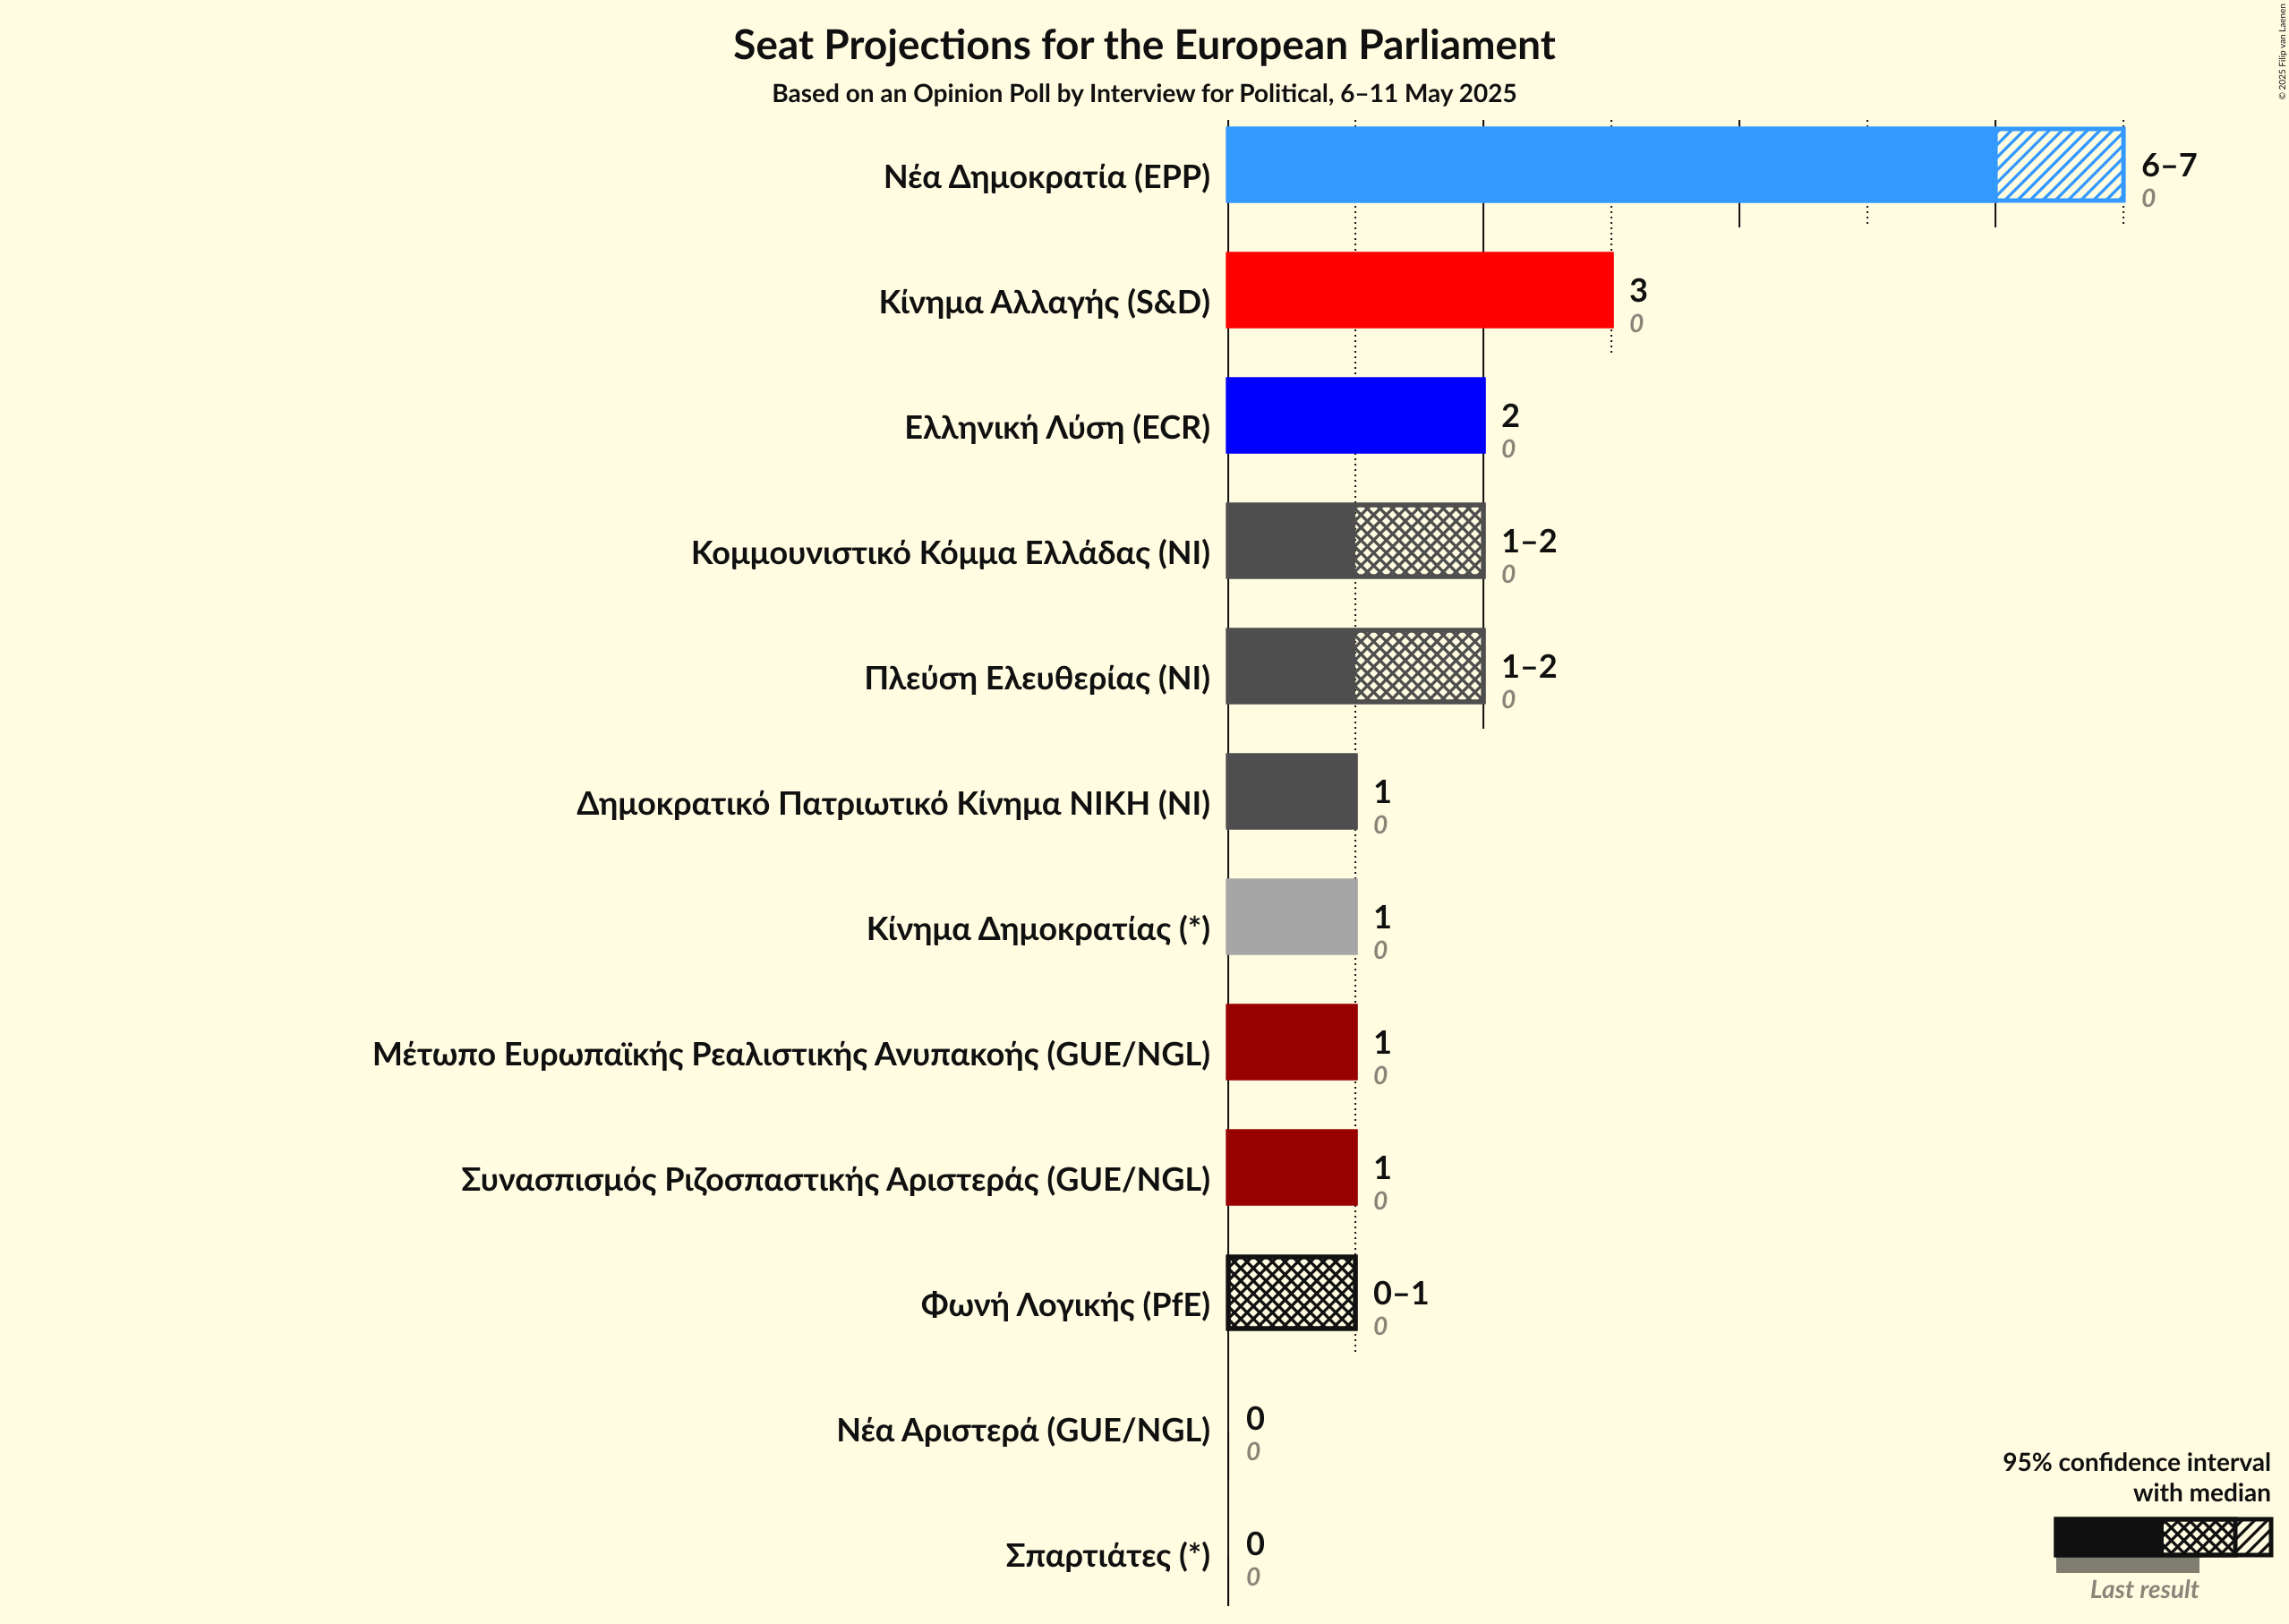 Seat Projections for the European Parliament
Based on an Opinion Poll by Interview for Political, 6–11 May 2025
© 2025 Filip van Laenen
Νέα Δημοκρατία (EPP)
6–7
0
Κίνημα Αλλαγής (S&D)
3
0
Ελληνική Λύση (ECR)
2
0
Κομμουνιστικό Κόμμα Ελλάδας (NI)
1–2
0
Πλεύση Ελευθερίας (NI)
1–2
0
Δημοκρατικό Πατριωτικό Κίνημα ΝΙΚΗ (NI)
1
0
Κίνημα Δημοκρατίας (*)
1
0
Μέτωπο Ευρωπαϊκής Ρεαλιστικής Ανυπακοής (GUE/NGL)
1
0
Συνασπισμός Ριζοσπαστικής Αριστεράς (GUE/NGL)
1
0
Φωνή Λογικής (PfE)
0–1
0
Νέα Αριστερά (GUE/NGL)
0
0
Σπαρτιάτες (*)
0
0
95% confidence interval
with median
Last result